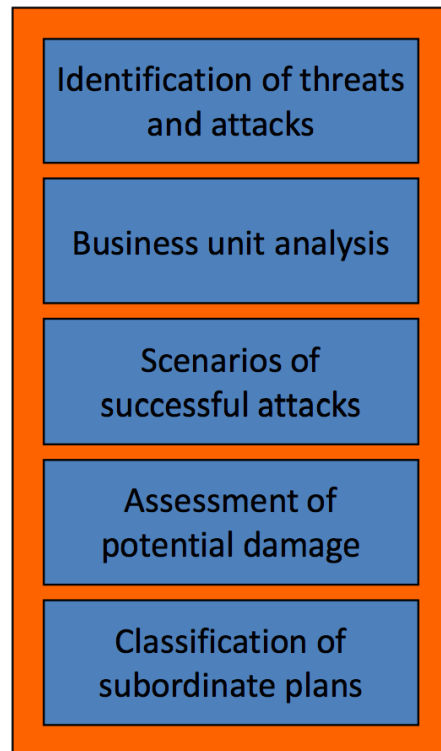 Identification of threats
and attacks
Business unit analysis
Scenarios of
successful attacks
Assessment of
potential damage
Classification of
subordinate plans